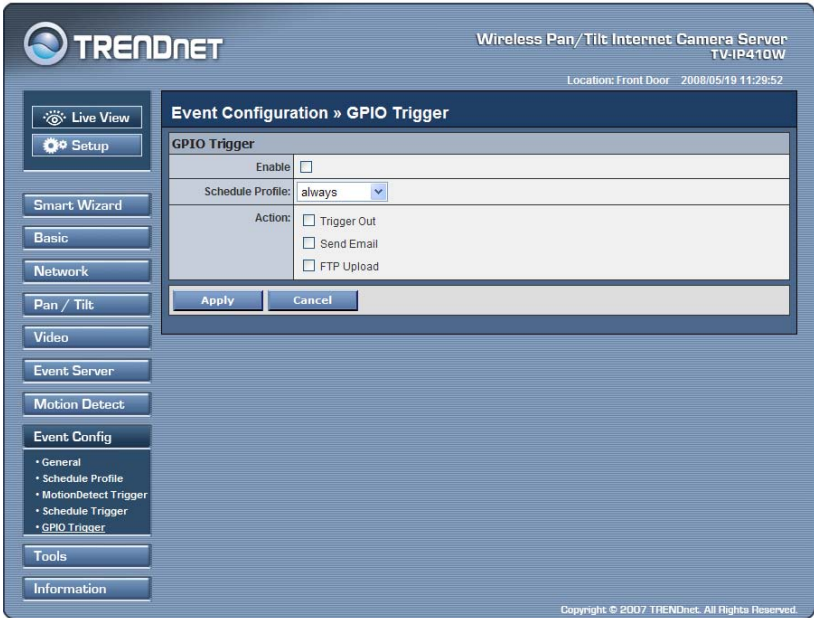 TRENDNET
Wireless Pan/Tilt Internet Camera Server
TV-IP410W
Location: Front Door 2008/05/19 11:29:52
Live View
Setup
Smart Wizard
Basic
Network
Pan / Tilt
Video
Event Server
Motion Detect
Event Config
• General
• Schedule Profile
• MotionDetect Trigger
• Schedule Trigger
• GPIO Trigger
Tools
Information
Event Configuration » GPIO Trigger
GPIO Trigger
Enable
Schedule Profile: always
Action: Trigger Out
Send Email
FTP Upload
Apply Cancel
Copyright © 2007 TRENDnet. All Rights Reserved.